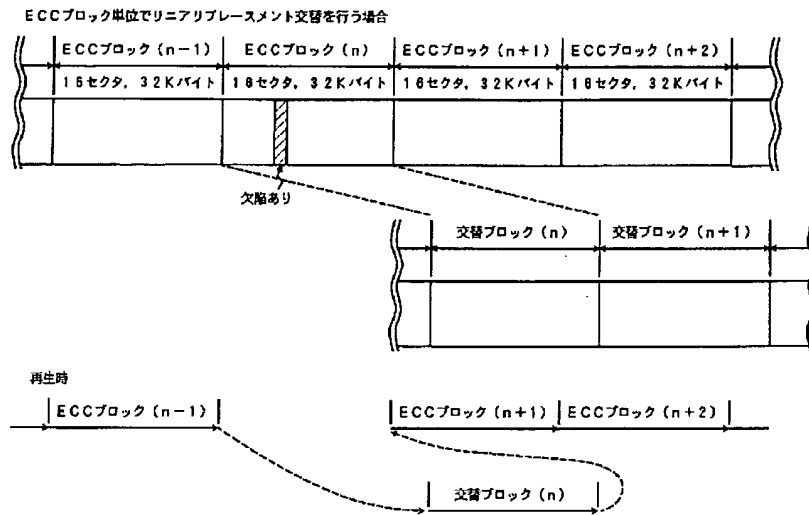 ECCブロック単位でリニアリプレースメント交替を行う場合
ECCブロック(n-1) ECCブロック(n) ECCブロック(n+1) ECCブロック(n+2)
16セクタ,32Kバイト 16セクタ,32Kバイト 16セクタ,32Kバイト 16セクタ,32Kバイト
欠陥あり
交替ブロック(n) 交替ブロック(n+1)
再生時
ECCブロック(n-1) ECCブロック(n+1) ECCブロック(n+2)
交替ブロック(n)